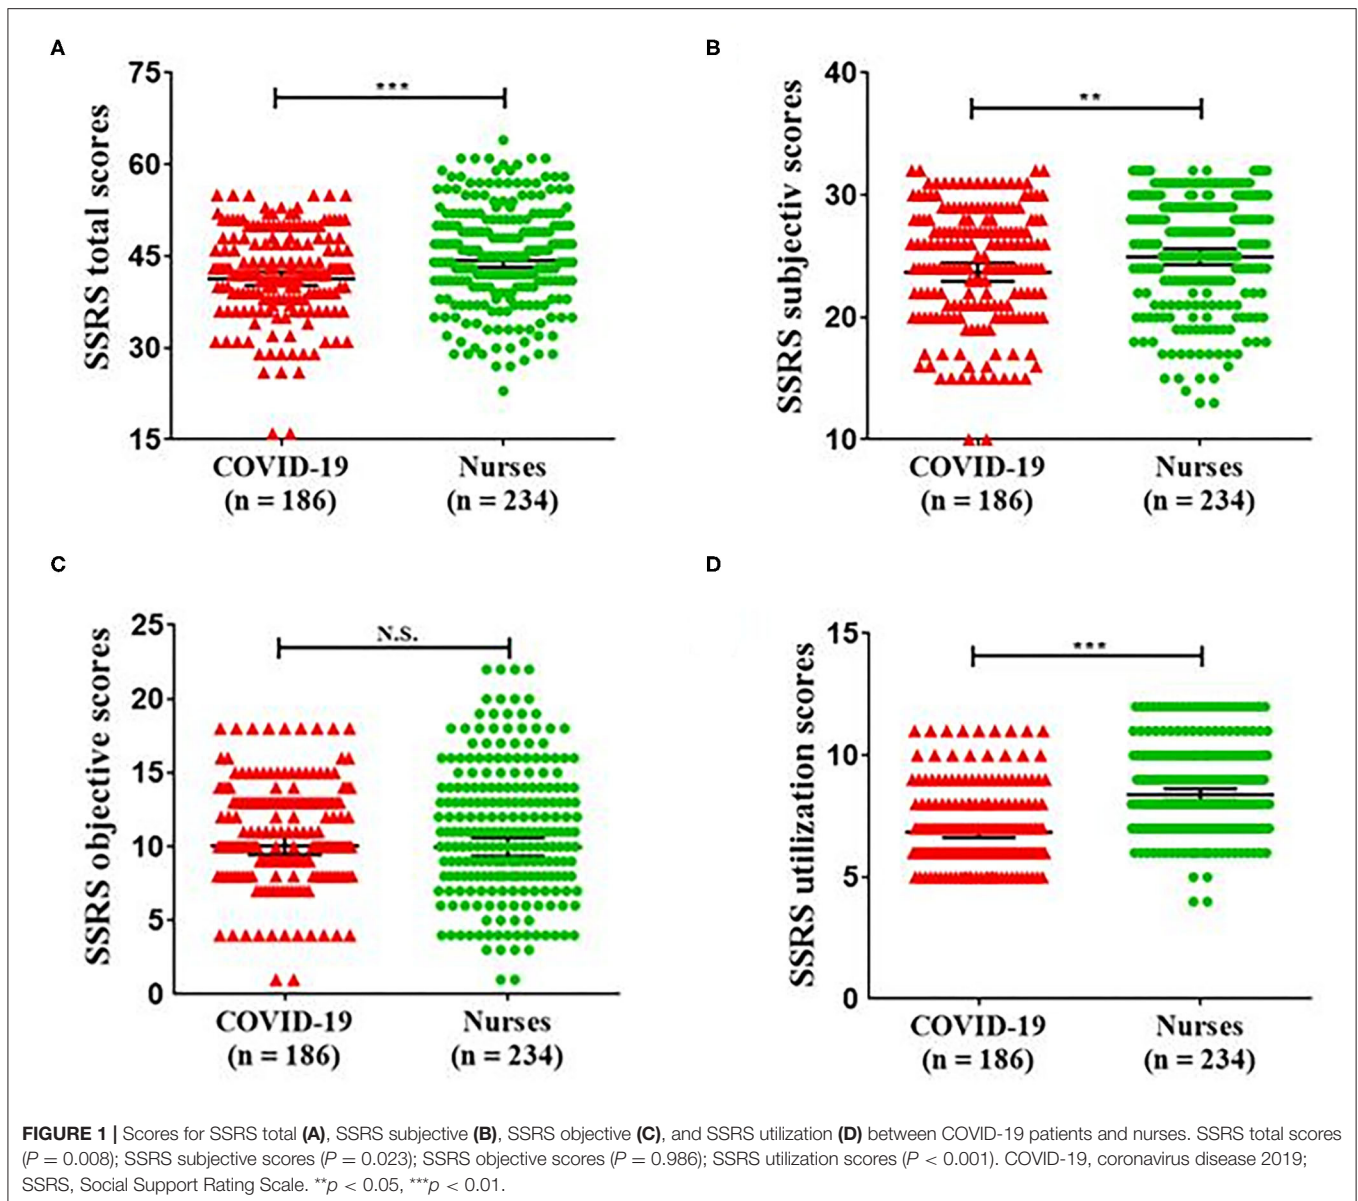 A
75
60
45
30
15
SSRS total scores
***
COVID-19
(n = 186)
Nurses
(n = 234)
B
40
30
20
10
SSRS subjectiv scores
**
COVID-19
(n = 186)
Nurses
(n = 234)
C
25
20
15
10
5
0
SSRS objective scores
N.S.
COVID-19
(n = 186)
Nurses
(n = 234)
D
15
10
5
0
SSRS utilization scores
***
COVID-19
(n = 186)
Nurses
(n = 234)
FIGURE 1 | Scores for SSRS total (A), SSRS subjective (B), SSRS objective (C), and SSRS utilization (D) between COVID-19 patients and nurses. SSRS total scores
(P = 0.008); SSRS subjective scores (P = 0.023); SSRS objective scores (P = 0.986); SSRS utilization scores (P < 0.001). COVID-19, coronavirus disease 2019;
SSRS, Social Support Rating Scale. **p < 0.05, ***p < 0.01.